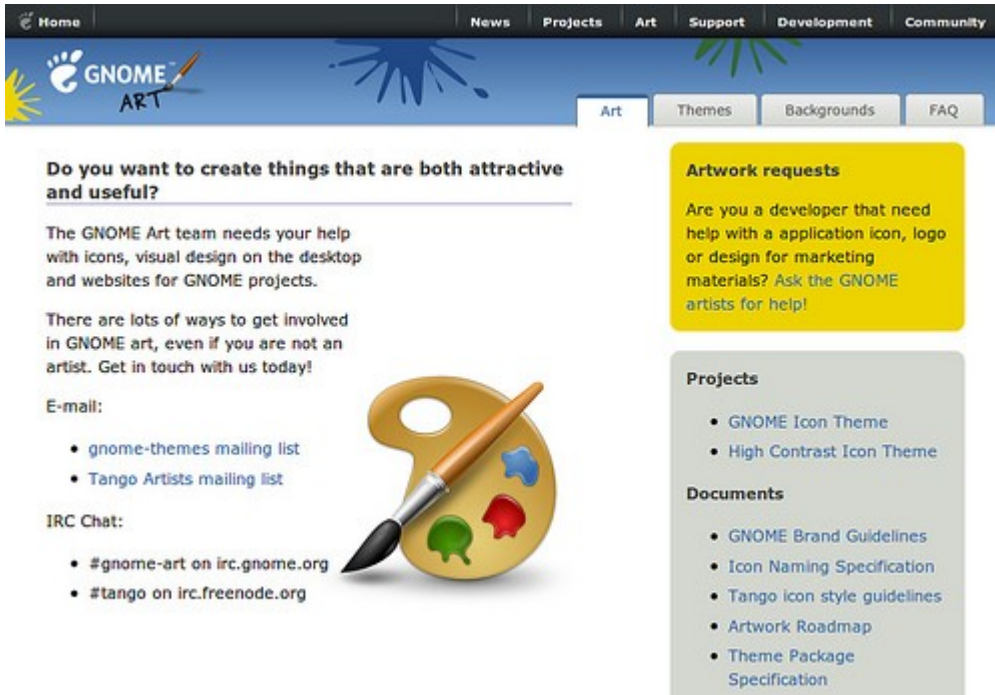 Home News Projects Art Support Development Community
GNOME™
ART
Art Themes Backgrounds FAQ
Do you want to create things that are both attractive
and useful?
The GNOME Art team needs your help
with icons, visual design on the desktop
and websites for GNOME projects.
There are lots of ways to get involved
in GNOME art, even if you are not an
artist. Get in touch with us today!
E-mail:
• gnome-themes mailing list
• Tango Artists mailing list
IRC Chat:
• #gnome-art on irc.gnome.org
• #tango on irc.freenode.org
Artwork requests
Are you a developer that need
help with a application icon, logo
or design for marketing
materials? Ask the GNOME
artists for help!
Projects
• GNOME Icon Theme
• High Contrast Icon Theme
Documents
• GNOME Brand Guidelines
• Icon Naming Specification
• Tango icon style guidelines
• Artwork Roadmap
• Theme Package
Specification